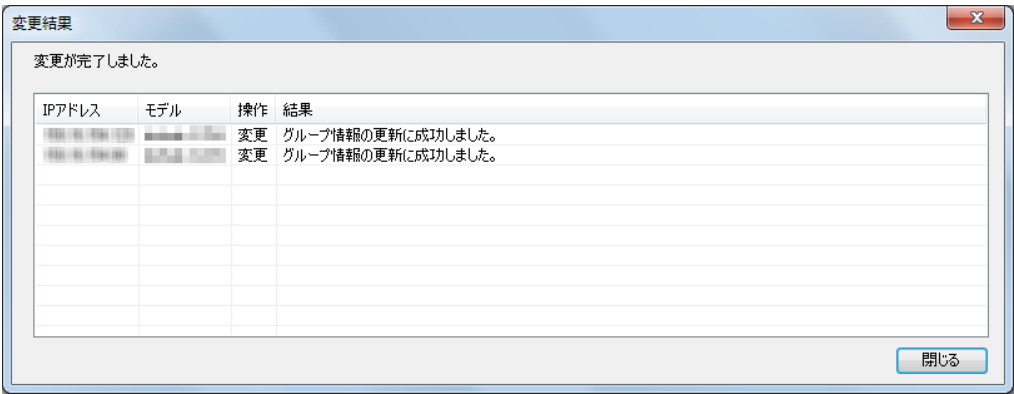 変更結果
変更が完了しました。
IPアドレス モデル 操作 結果
変更 グループ情報の更新に成功しました。
変更 グループ情報の更新に成功しました。
閉じる